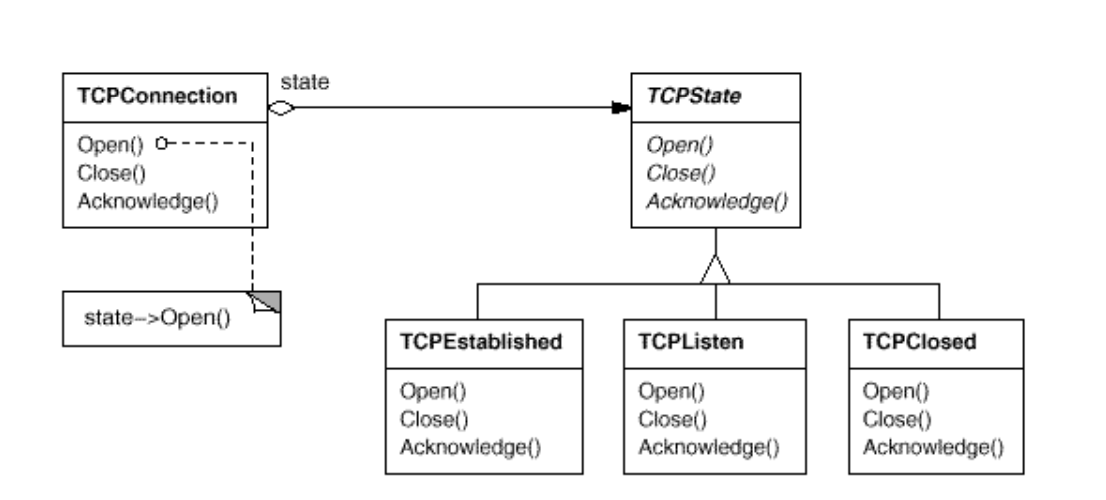 state
TCPConnection
Open()
Close()
Acknowledge()
state–>Open()
TCPState
Open()
Close()
Acknowledge()
TCPEstablished
Open()
Close()
Acknowledge()
TCPListen
Open()
Close()
Acknowledge()
TCPClosed
Open()
Close()
Acknowledge()